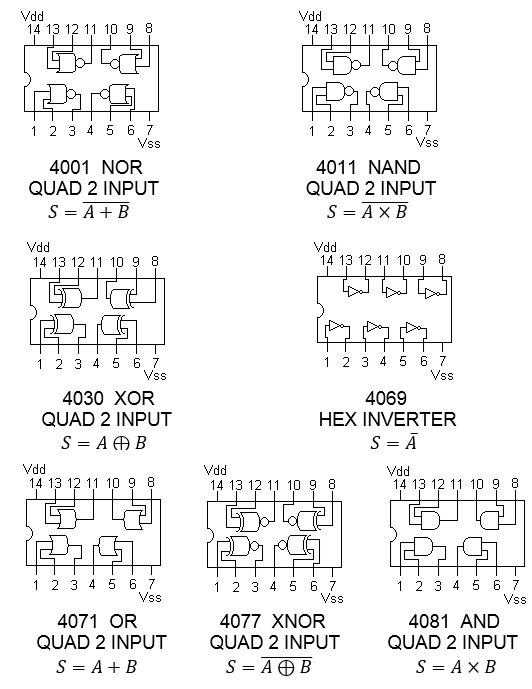 Vdd
14 13 12 11 10 9 8
1 2 3 4 5 6 7
Vss
4001 NOR
QUAD 2 INPUT
S = \overline{A + B}
Vdd
14 13 12 11 10 9 8
1 2 3 4 5 6 7
Vss
4011 NAND
QUAD 2 INPUT
S = \overline{A × B}
Vdd
14 13 12 11 10 9 8
1 2 3 4 5 6 7
Vss
4030 XOR
QUAD 2 INPUT
S = A ⊕ B
Vdd
14 13 12 11 10 9 8
1 2 3 4 5 6 7
Vss
4069
HEX INVERTER
S = \bar{A}
Vdd
14 13 12 11 10 9 8
1 2 3 4 5 6 7
Vss
4071 OR
QUAD 2 INPUT
S = A + B
Vdd
14 13 12 11 10 9 8
1 2 3 4 5 6 7
Vss
4077 XNOR
QUAD 2 INPUT
S = \overline{A ⊕ B}
Vdd
14 13 12 11 10 9 8
1 2 3 4 5 6 7
Vss
4081 AND
QUAD 2 INPUT
S = A × B